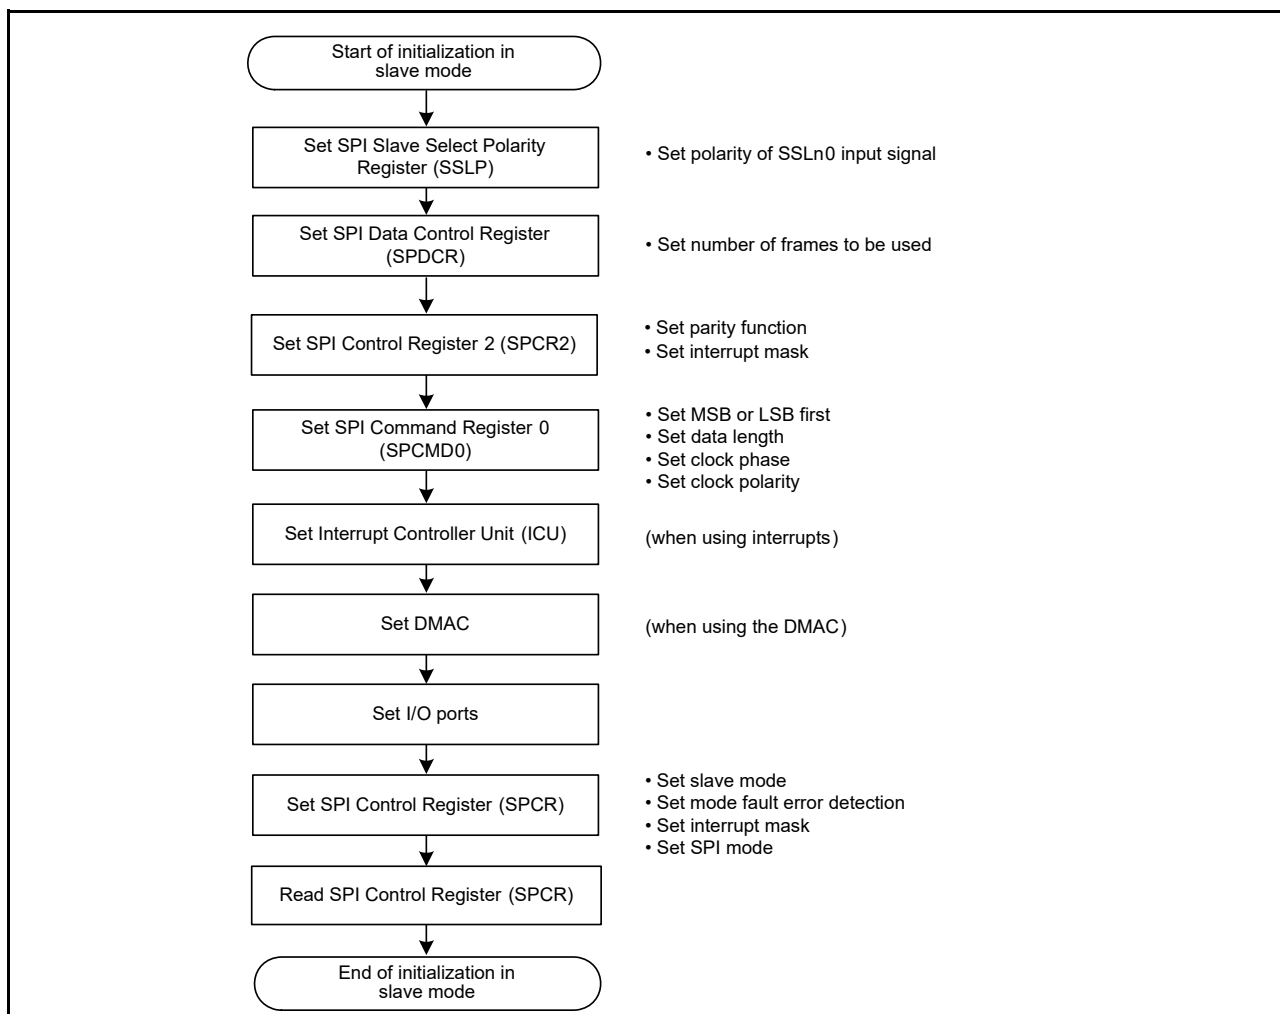 Start of initialization in
slave mode
Set SPI Slave Select Polarity
Register (SSLP)
• Set polarity of SSLn0 input signal
Set SPI Data Control Register
(SPDCR)
• Set number of frames to be used
Set SPI Control Register 2 (SPCR2)
• Set parity function
• Set interrupt mask
Set SPI Command Register 0
(SPCMD0)
• Set MSB or LSB first
• Set data length
• Set clock phase
• Set clock polarity
Set Interrupt Controller Unit (ICU)
(when using interrupts)
Set DMAC
(when using the DMAC)
Set I/O ports
Set SPI Control Register (SPCR)
• Set slave mode
• Set mode fault error detection
• Set interrupt mask
• Set SPI mode
Read SPI Control Register (SPCR)
End of initialization in
slave mode